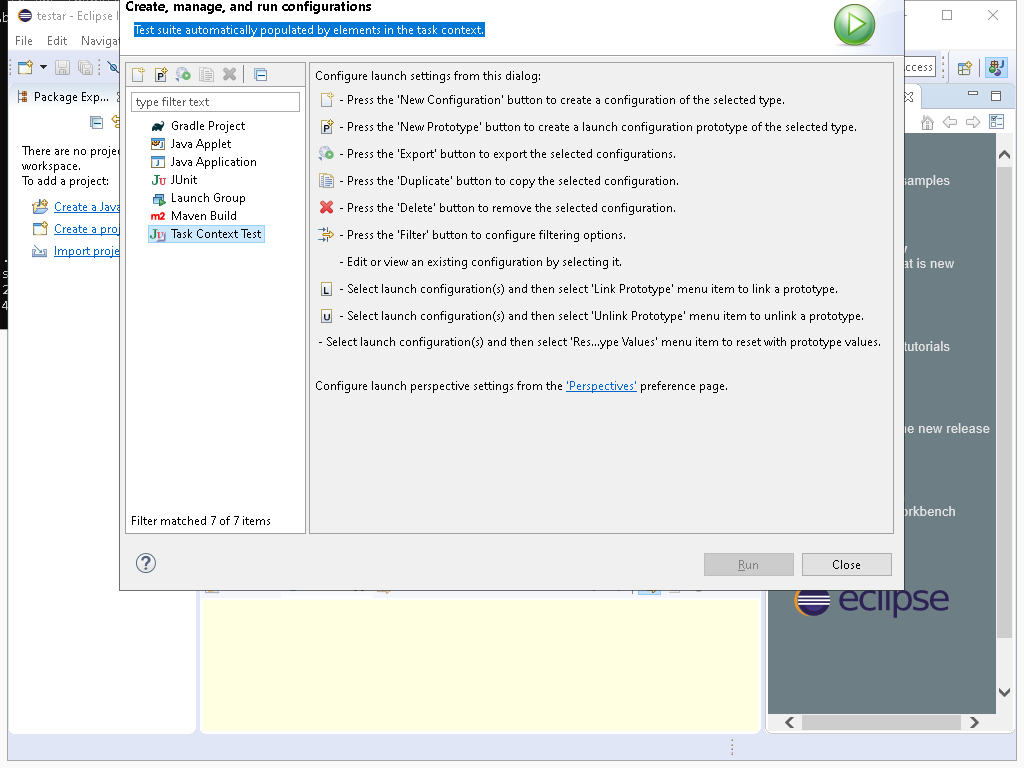 Create, manage, and run configurations
testar - Eclipse I
Test suite automatically populated by elements in the task context.
File Edit Navigat
Package Exp...
There are no proje
workspace.
To add a project:
Create a Java
Create a proj
Import proje
type filter text
Gradle Project
Java Applet
Java Application
JUnit
Launch Group
Maven Build
Task Context Test
Filter matched 7 of 7 items
Configure launch settings from this dialog:
- Press the 'New Configuration' button to create a configuration of the selected type.
- Press the 'New Prototype' button to create a launch configuration prototype of the selected type.
- Press the 'Export' button to export the selected configurations.
- Press the 'Duplicate' button to copy the selected configuration.
- Press the 'Delete' button to remove the selected configuration.
- Press the 'Filter' button to configure filtering options.
- Edit or view an existing configuration by selecting it.
- Select launch configuration(s) and then select 'Link Prototype' menu item to link a prototype.
- Select launch configuration(s) and then select 'Unlink Prototype' menu item to unlink a prototype.
- Select launch configuration(s) and then select 'Res...ype Values' menu item to reset with prototype values.
Configure launch perspective settings from the 'Perspectives' preference page.
Run
Close
ccess
samples
at is new
tutorials
he new release
orkbench
eclipse